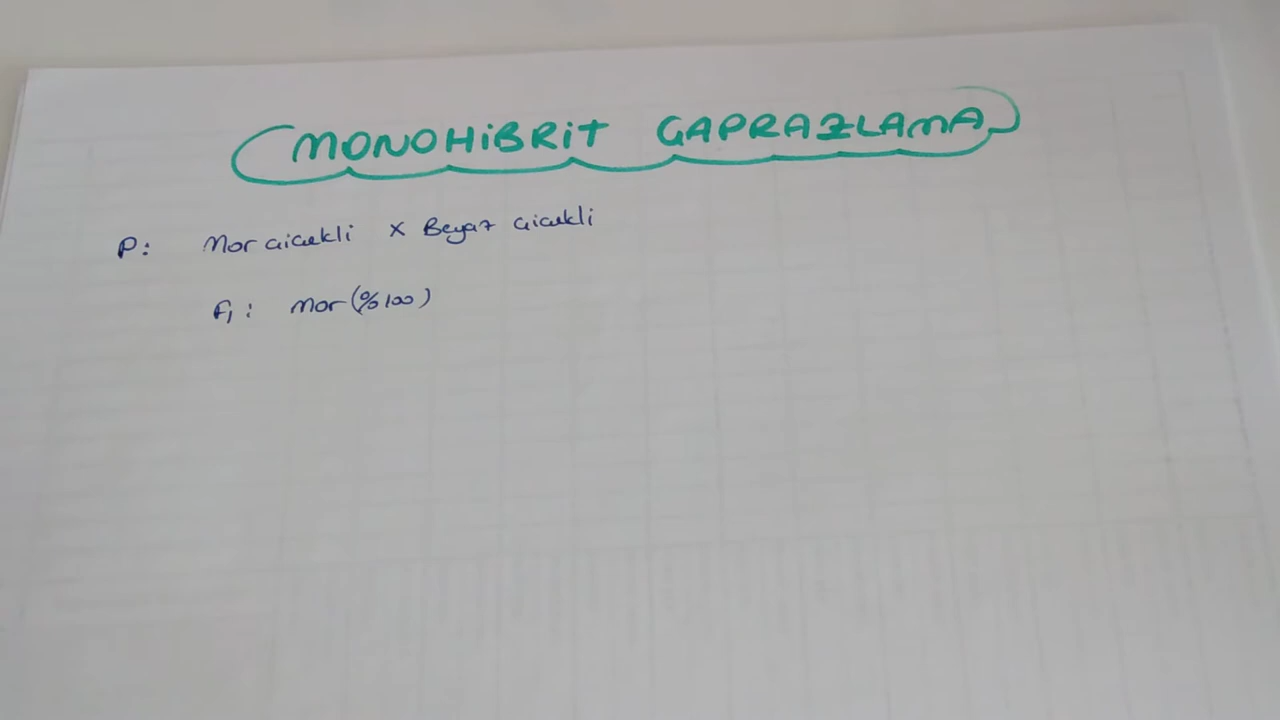 MONOHİBRİT ÇAPRAZLAMA
P: Mor çiçekli x Beyaz çiçekli
F1: Mor (%100)